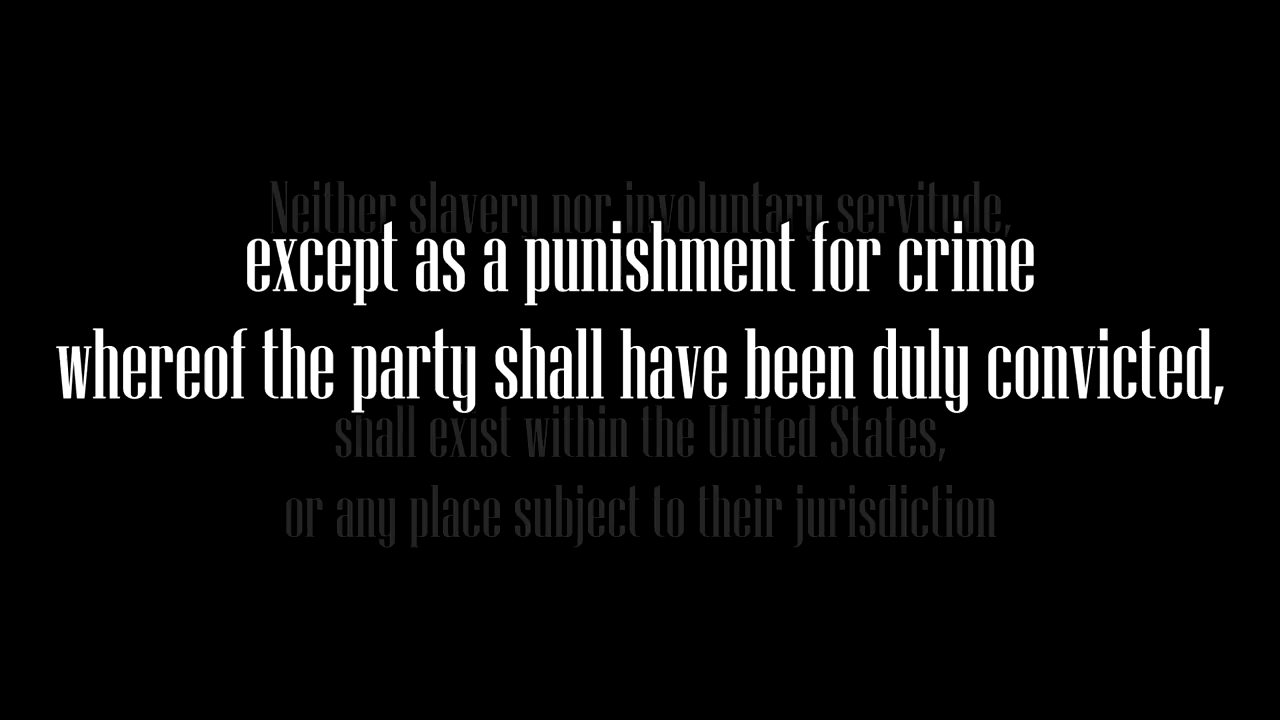 Neither slavery nor involuntary servitude,
except as a punishment for crime
whereof the party shall have been duly convicted,
shall exist within the United States,
or any place subject to their jurisdiction